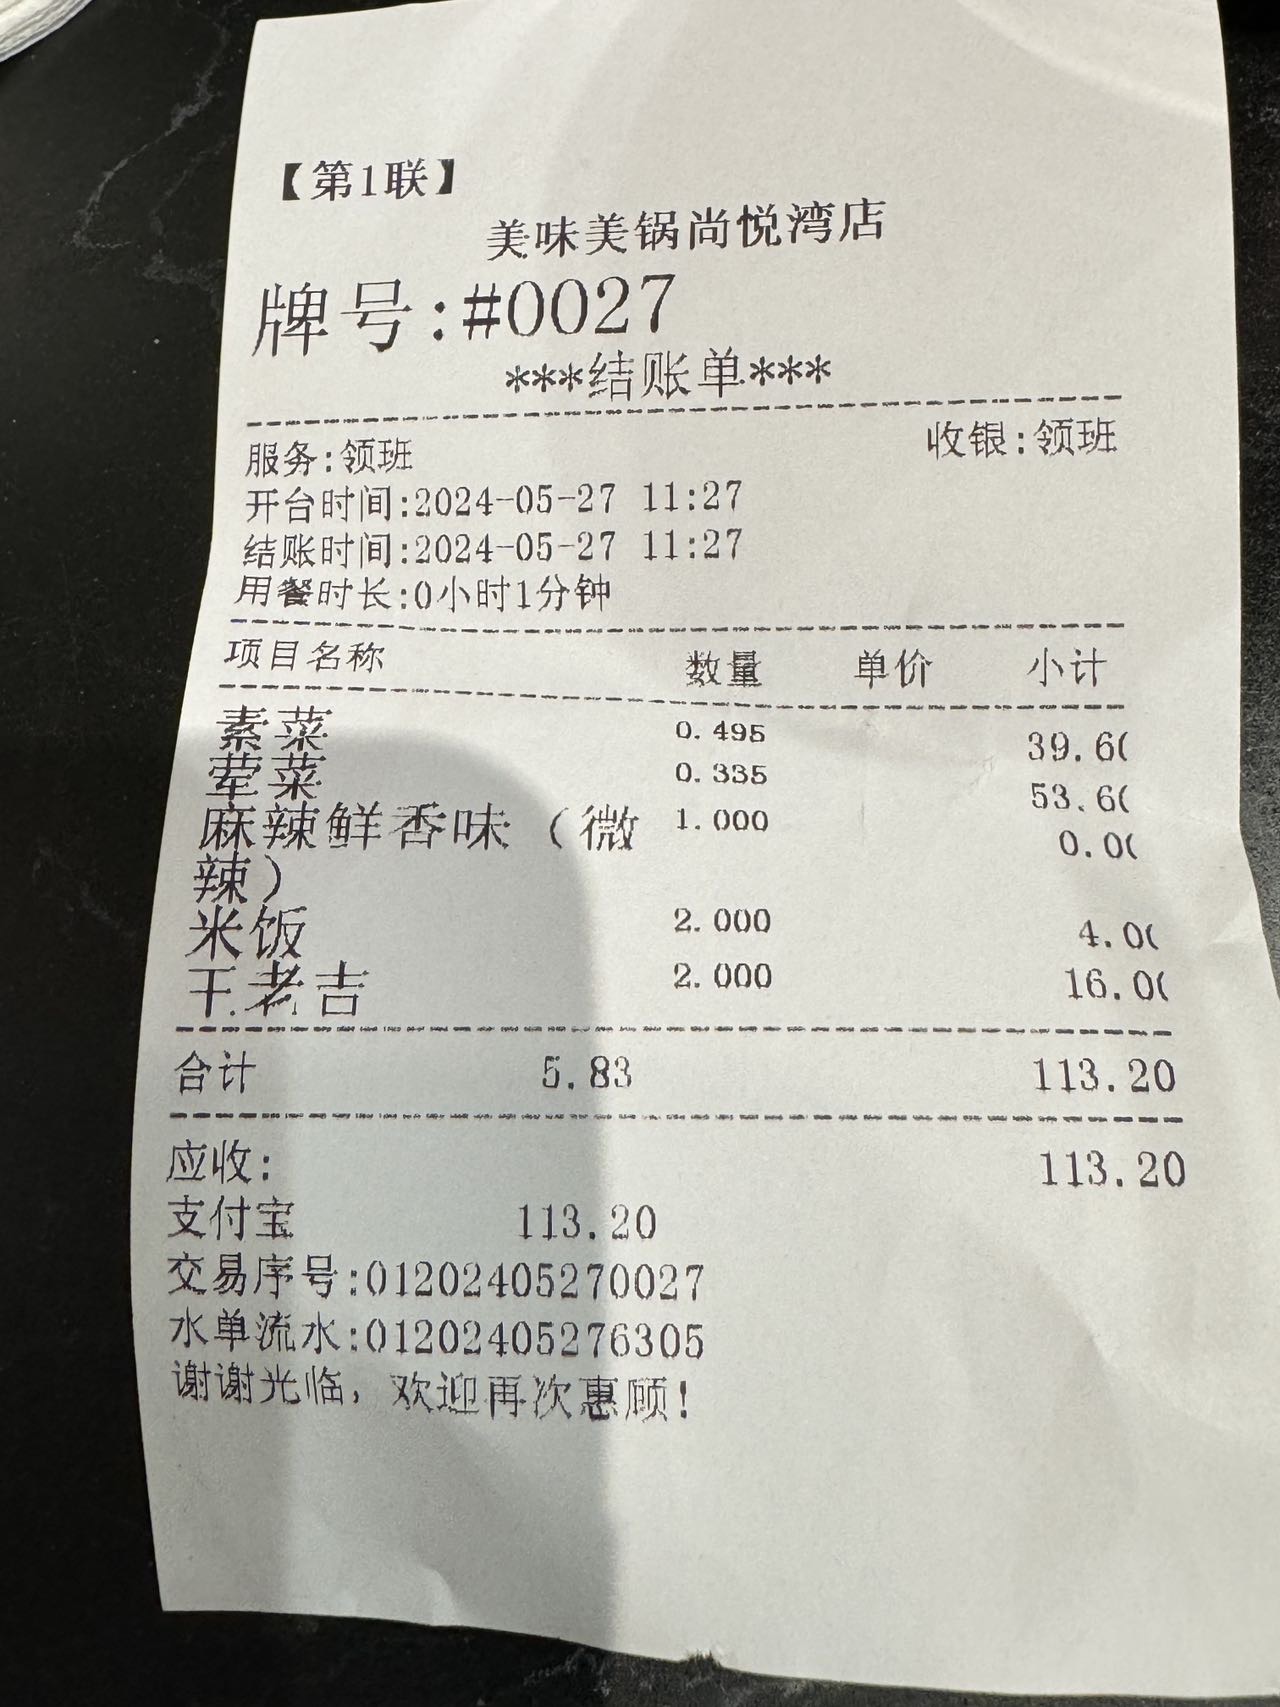 【第1联】
美味美锅尚悦湾店
牌号:#0027
***结账单***
服务:领班 收银:领班
开台时间:2024-05-27 11:27
结账时间:2024-05-27 11:27
用餐时长:0小时1分钟
项目名称 数量 单价 小计
素菜 0.495 39.60
荤菜 0.335 53.60
麻辣鲜香味（微 1.000 0.00
辣）
米饭 2.000 4.00
王老吉 2.000 16.00
合计 5.83 113.20
应收: 113.20
支付宝 113.20
交易序号:01202405270027
水单流水:01202405276305
谢谢光临，欢迎再次惠顾!